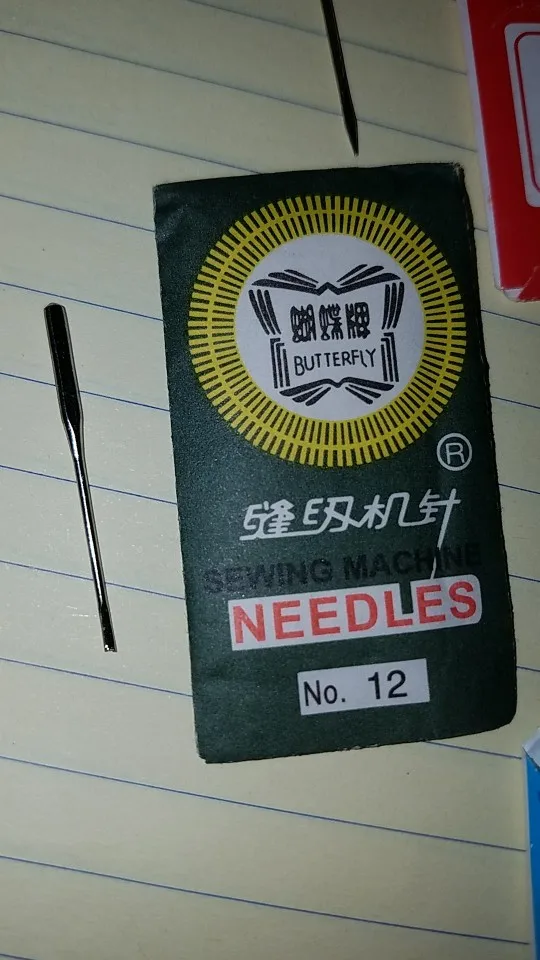 蝴蝶牌
BUTTERFLY
®
缝纫机针
SEWING MACHINE
NEEDLES
No. 12